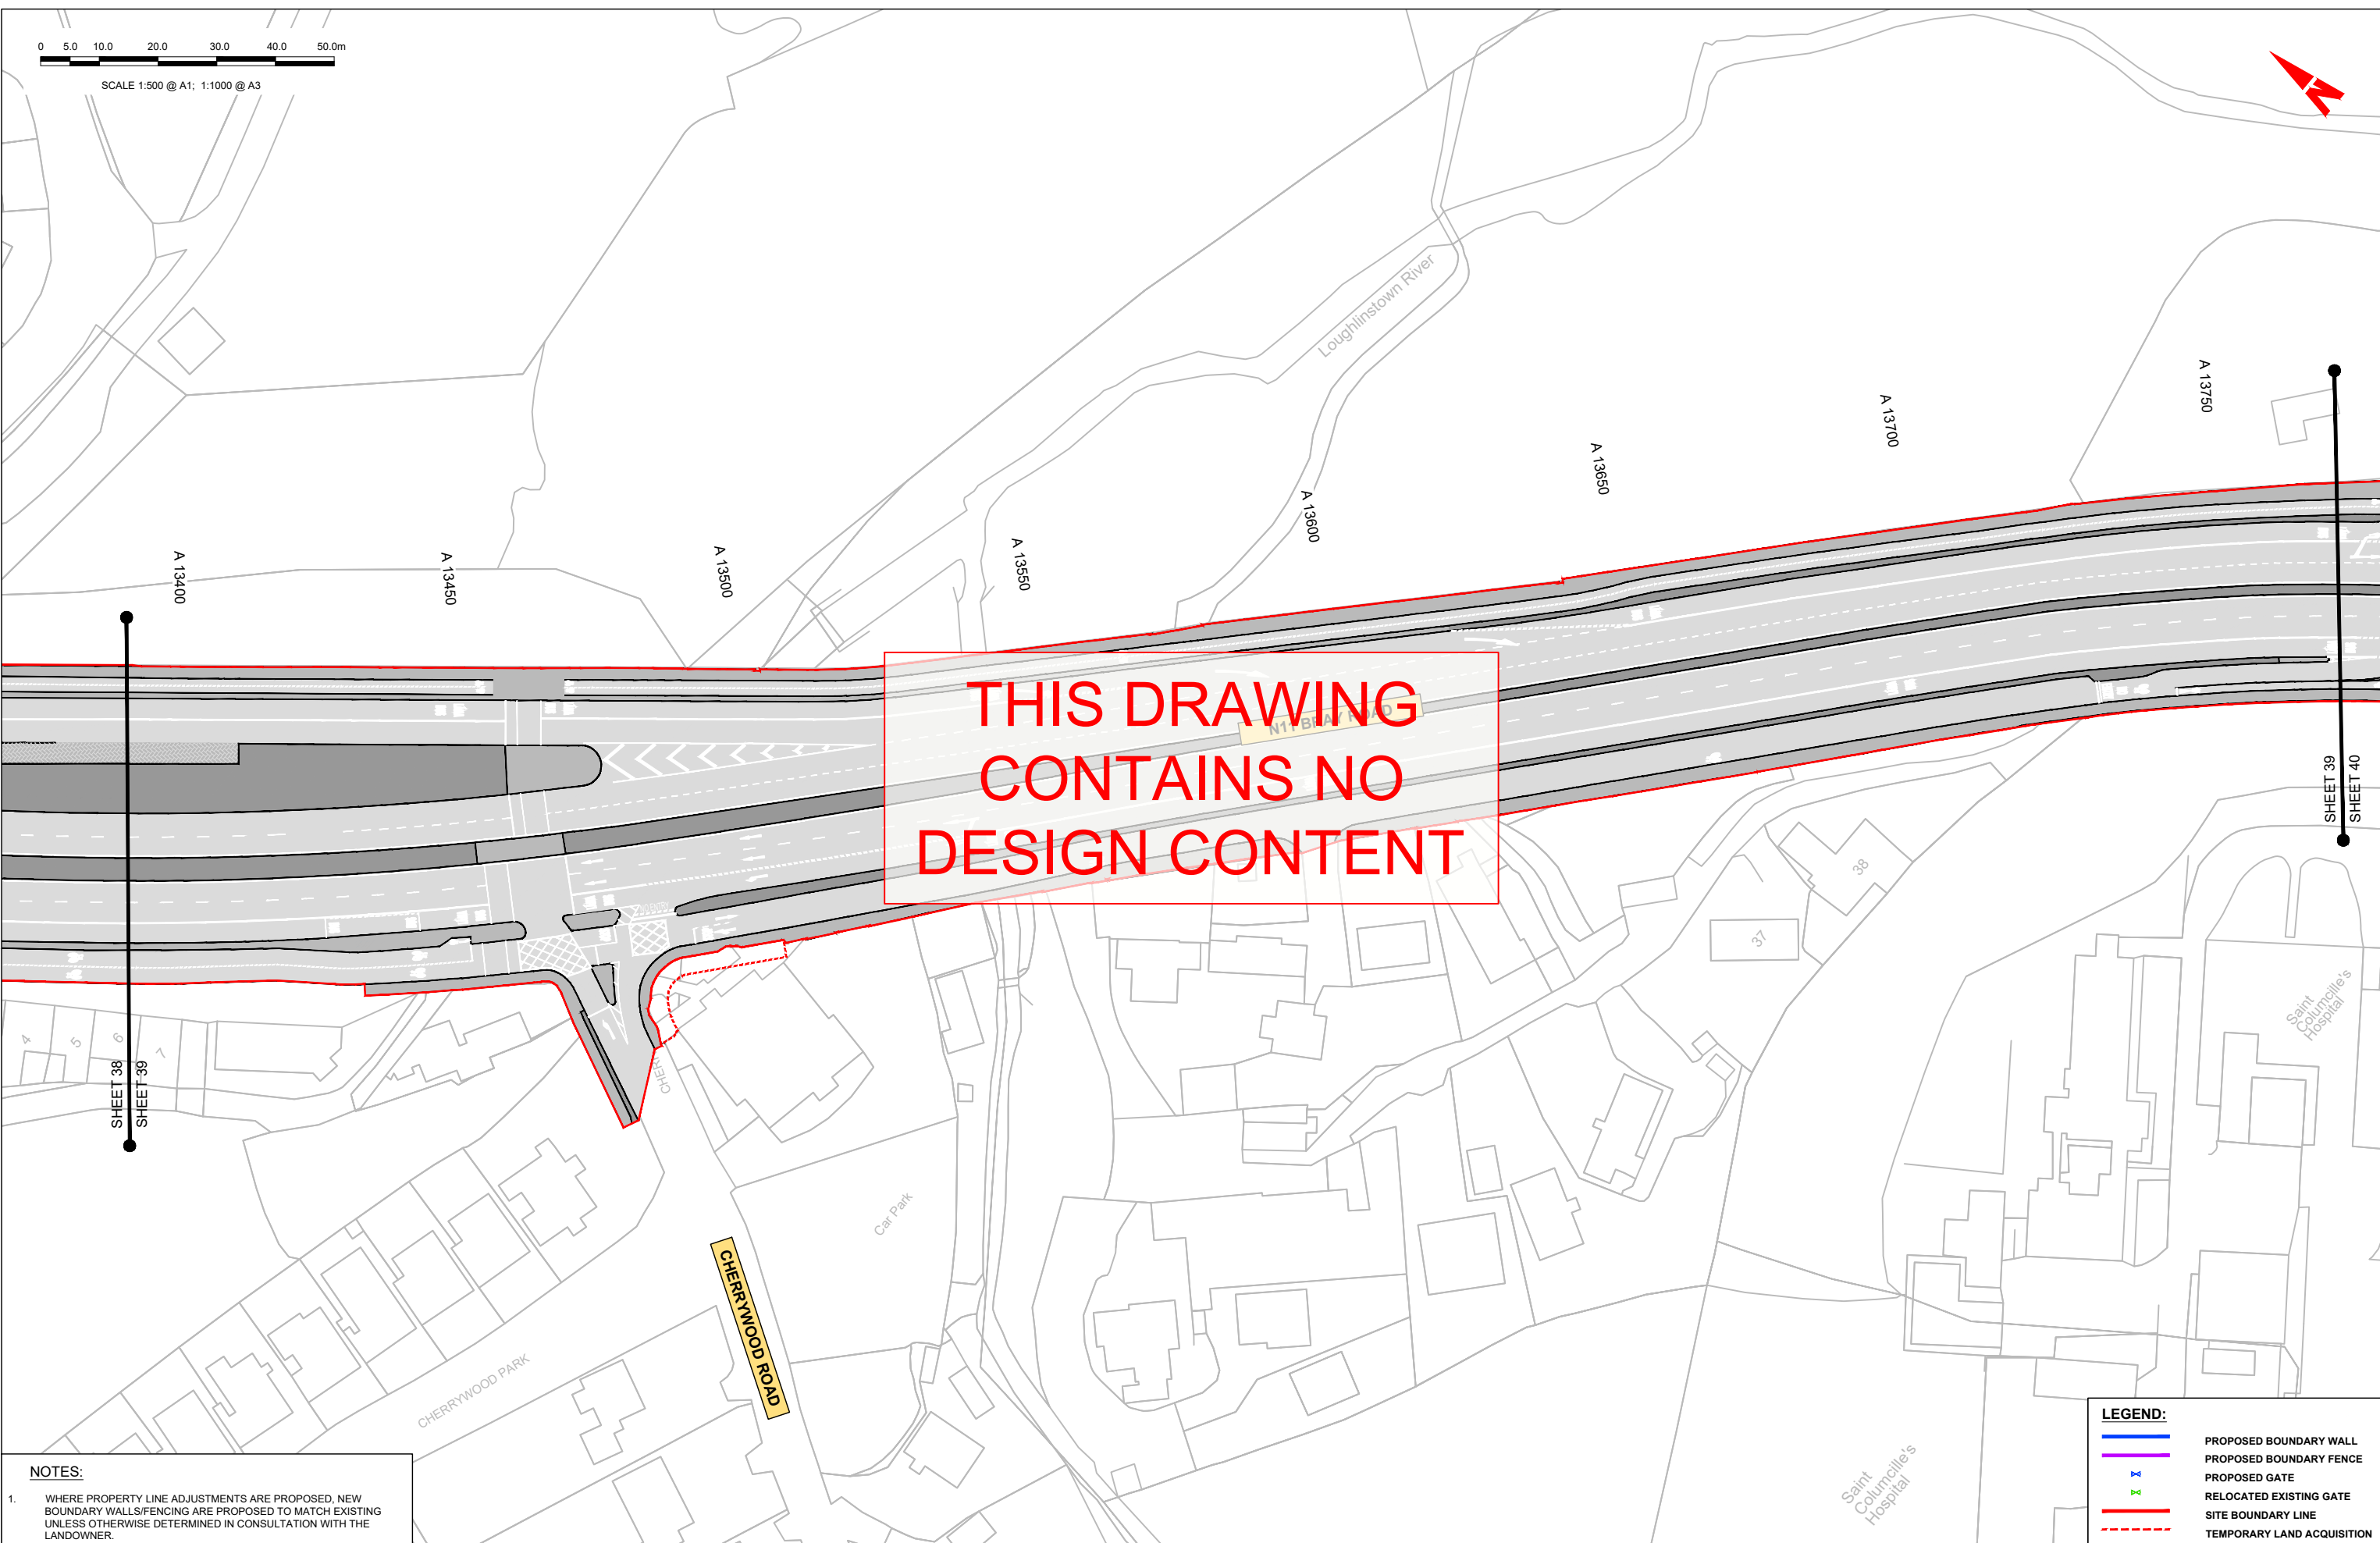 0 5.0 10.0 20.0 30.0 40.0 50.0m
SCALE 1:500 @ A1; 1:1000 @ A3
N
Loughlinstown River
A 13400
A 13450
A 13500
A 13550
A 13600
A 13650
A 13700
A 13750
THIS DRAWING
CONTAINS NO
DESIGN CONTENT
N11 BRAY ROAD
SHEET 38
SHEET 39
SHEET 39
SHEET 40
4
5
6
7
38
37
Saint
Columcille's
Hospital
CHER
Car Park
CHERRYWOOD ROAD
CHERRYWOOD PARK
Saint
Columcille's
Hospital
NOTES:
1. WHERE PROPERTY LINE ADJUSTMENTS ARE PROPOSED, NEW
BOUNDARY WALLS/FENCING ARE PROPOSED TO MATCH EXISTING
UNLESS OTHERWISE DETERMINED IN CONSULTATION WITH THE
LANDOWNER.
LEGEND:
PROPOSED BOUNDARY WALL
PROPOSED BOUNDARY FENCE
PROPOSED GATE
RELOCATED EXISTING GATE
SITE BOUNDARY LINE
TEMPORARY LAND ACQUISITION